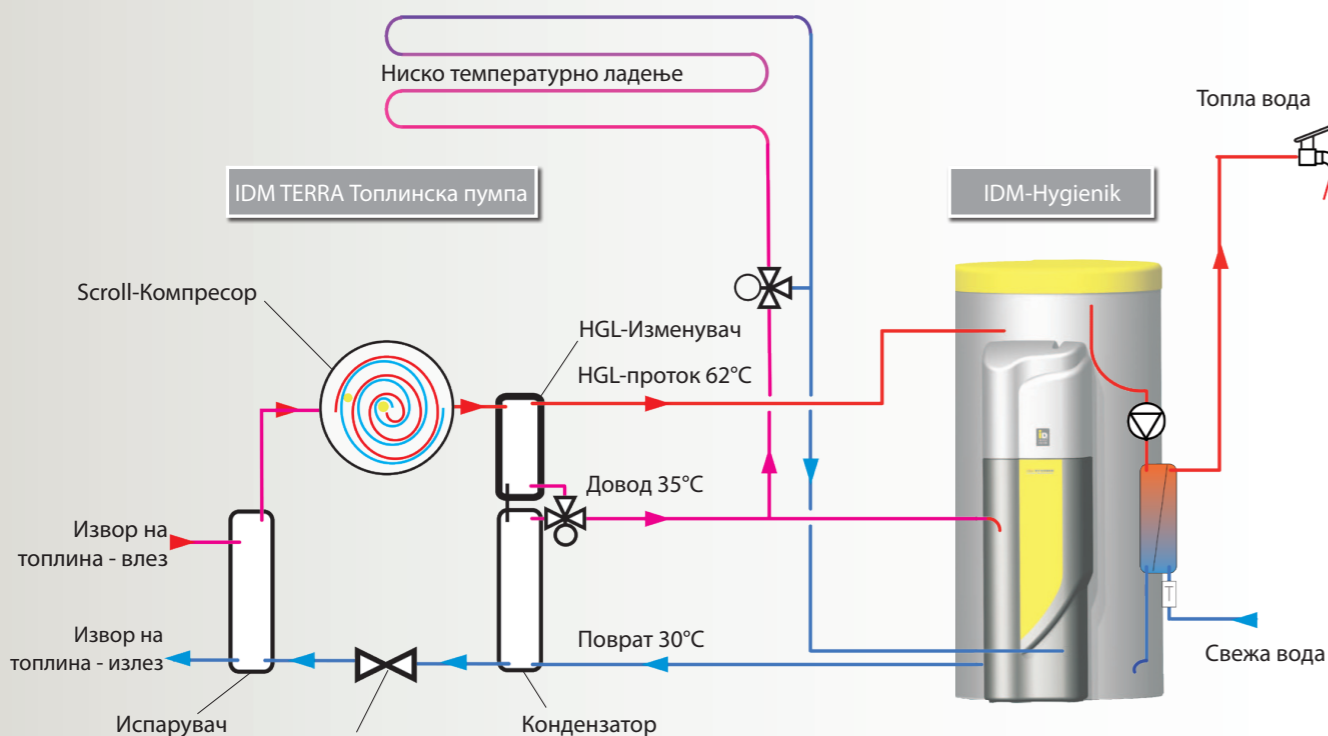 Ниско температурно ладење
Топла вода
IDM TERRA Топлинска пумпа
IDM-Hygienik
Scroll-Компресор
HGL-Изменувач
HGL-проток 62°C
Довод 35°C
Извор на
топлина - влез
Извор на
топлина - излез
Поврат 30°C
T
Свежа вода
Испарувач
Кондензатор